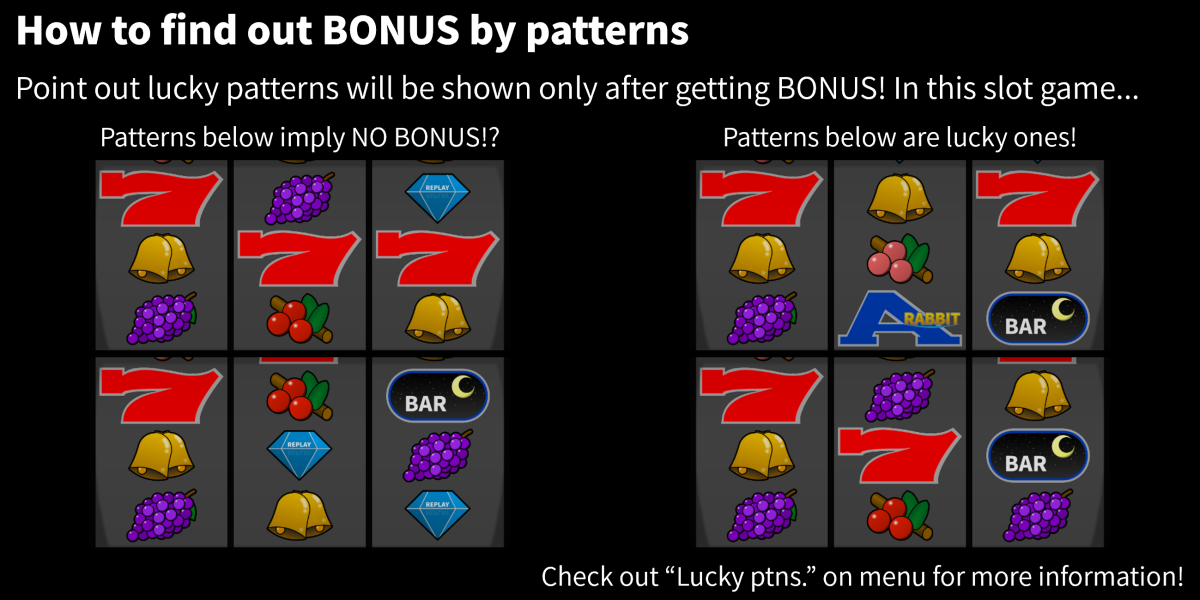 How to find out BONUS by patterns
Point out lucky patterns will be shown only after getting BONUS! In this slot game...
Patterns below imply NO BONUS!?
Patterns below are lucky ones!
REPLAY
RABBIT
BAR
BAR
REPLAY
BAR
REPLAY
Check out “Lucky ptns.” on menu for more information!